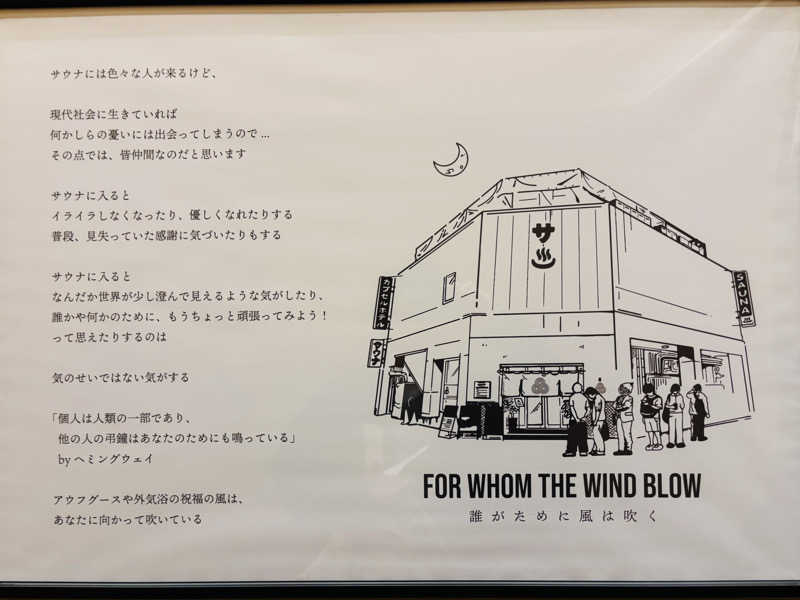 サウナには色々な人が来るけど、
現代社会に生きていれば
何かしらの憂いには出会ってしまうので...
その点では、皆仲間なのだと思います
サウナに入ると
イライラしなくなったり、優しくなれたりする
普段、見失っていた感謝に気づいたりもする
サウナに入ると
なんだか世界が少し澄んで見えるような気がしたり、
誰かや何かのために、もうちょっと頑張ってみよう！
って思えたりするのは
気のせいではない気がする
「個人は人類の一部であり、
他の人の弔鐘はあなたのためにも鳴っている」
by ヘミングウェイ
アウフグースや外気浴の祝福の風は、
あなたに向かって吹いている
サ
カプセルホテル
サウナ
SAUNA
FOR WHOM THE WIND BLOW
誰がために風は吹く